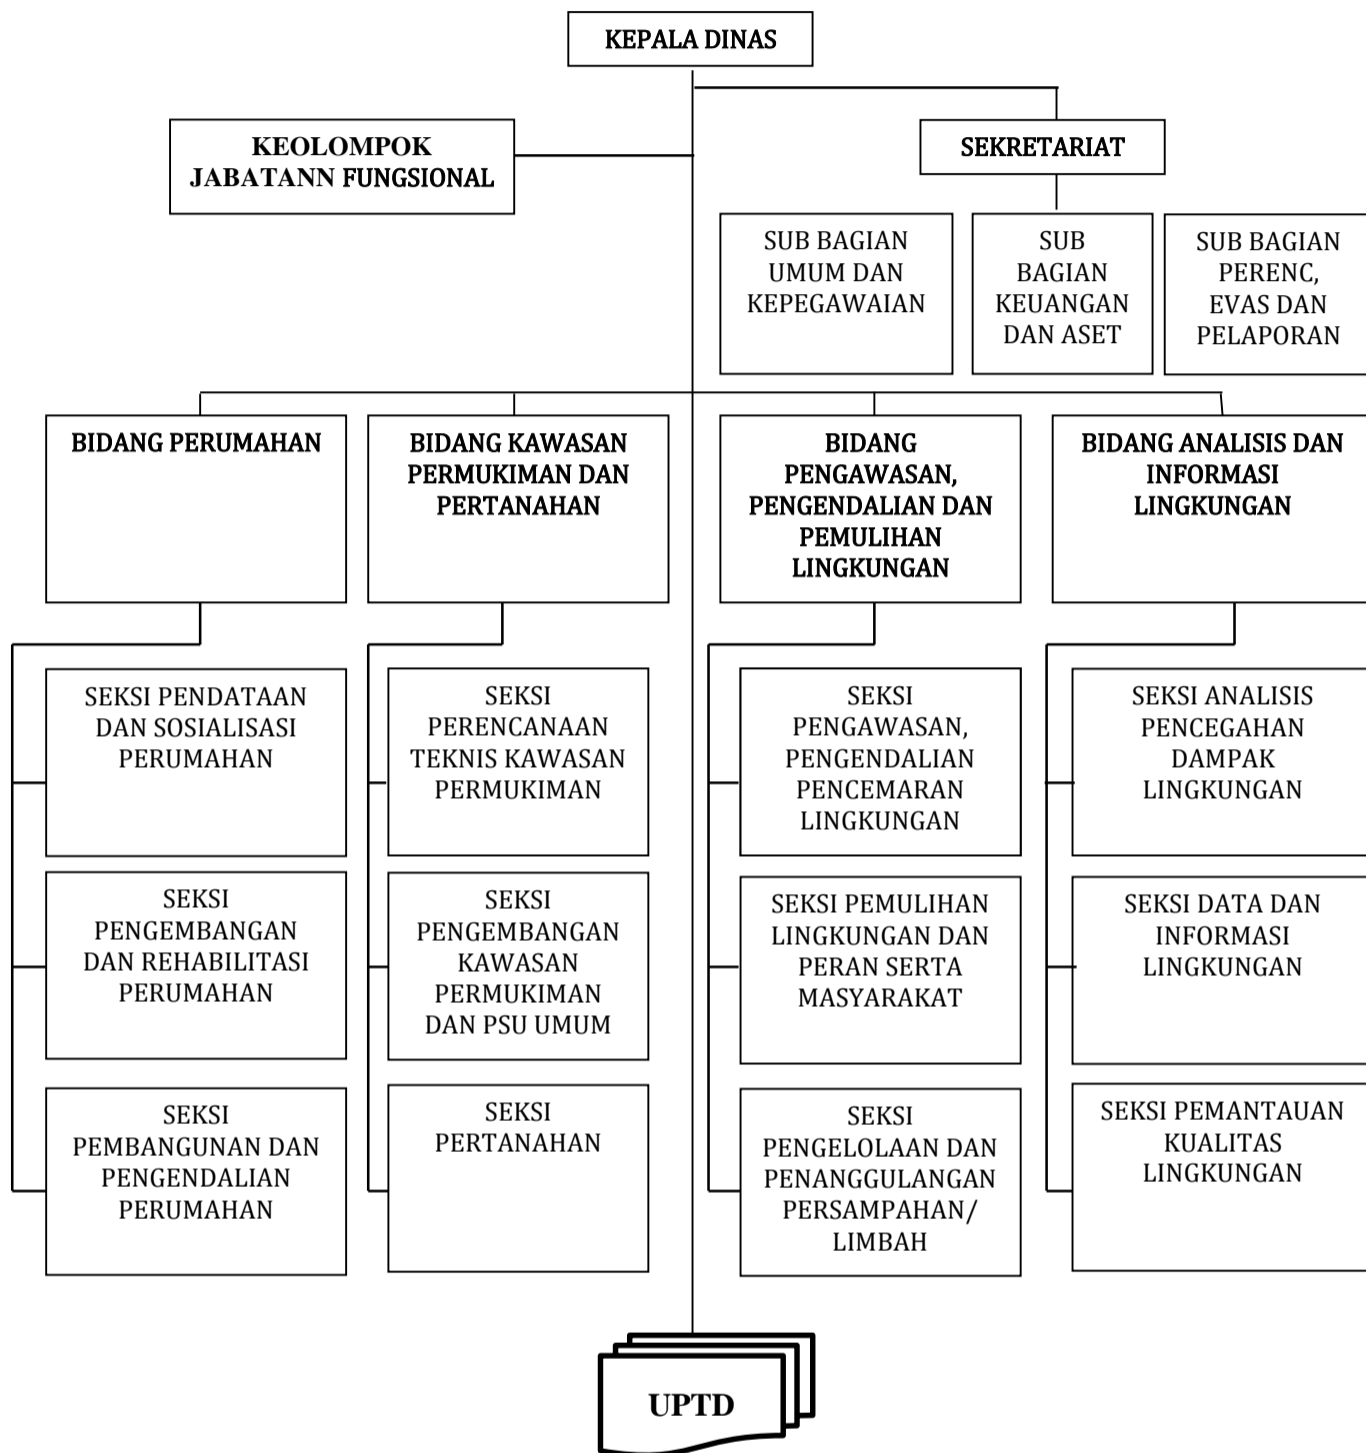 KEPALA DINAS
KEOLOMPOK
JABATANN FUNGSIONAL
SEKRETARIAT
SUB BAGIAN
UMUM DAN
KEPEGAWAIAN
SUB
BAGIAN
KEUANGAN
DAN ASET
SUB BAGIAN
PERENC,
EVAS DAN
PELAPORAN
BIDANG PERUMAHAN
BIDANG KAWASAN
PERMUKIMAN DAN
PERTANAHAN
BIDANG
PENGAWASAN,
PENGENDALIAN DAN
PEMULIHAN
LINGKUNGAN
BIDANG ANALISIS DAN
INFORMASI
LINGKUNGAN
SEKSI PENDATAAN
DAN SOSIALISASI
PERUMAHAN
SEKSI
PERENCANAAN
TEKNIS KAWASAN
PERMUKIMAN
SEKSI
PENGAWASAN,
PENGENDALIAN
PENCEMARAN
LINGKUNGAN
SEKSI ANALISIS
PENCEGAHAN
DAMPAK
LINGKUNGAN
SEKSI
PENGEMBANGAN
DAN REHABILITASI
PERUMAHAN
SEKSI
PENGEMBANGAN
KAWASAN
PERMUKIMAN
DAN PSU UMUM
SEKSI PEMULIHAN
LINGKUNGAN DAN
PERAN SERTA
MASYARAKAT
SEKSI DATA DAN
INFORMASI
LINGKUNGAN
SEKSI
PEMBANGUNAN DAN
PENGENDALIAN
PERUMAHAN
SEKSI
PERTANAHAN
SEKSI
PENGELOLAAN DAN
PENANGGULANGAN
PERSAMPAHAN/
LIMBAH
SEKSI PEMANTAUAN
KUALITAS
LINGKUNGAN
UPTD